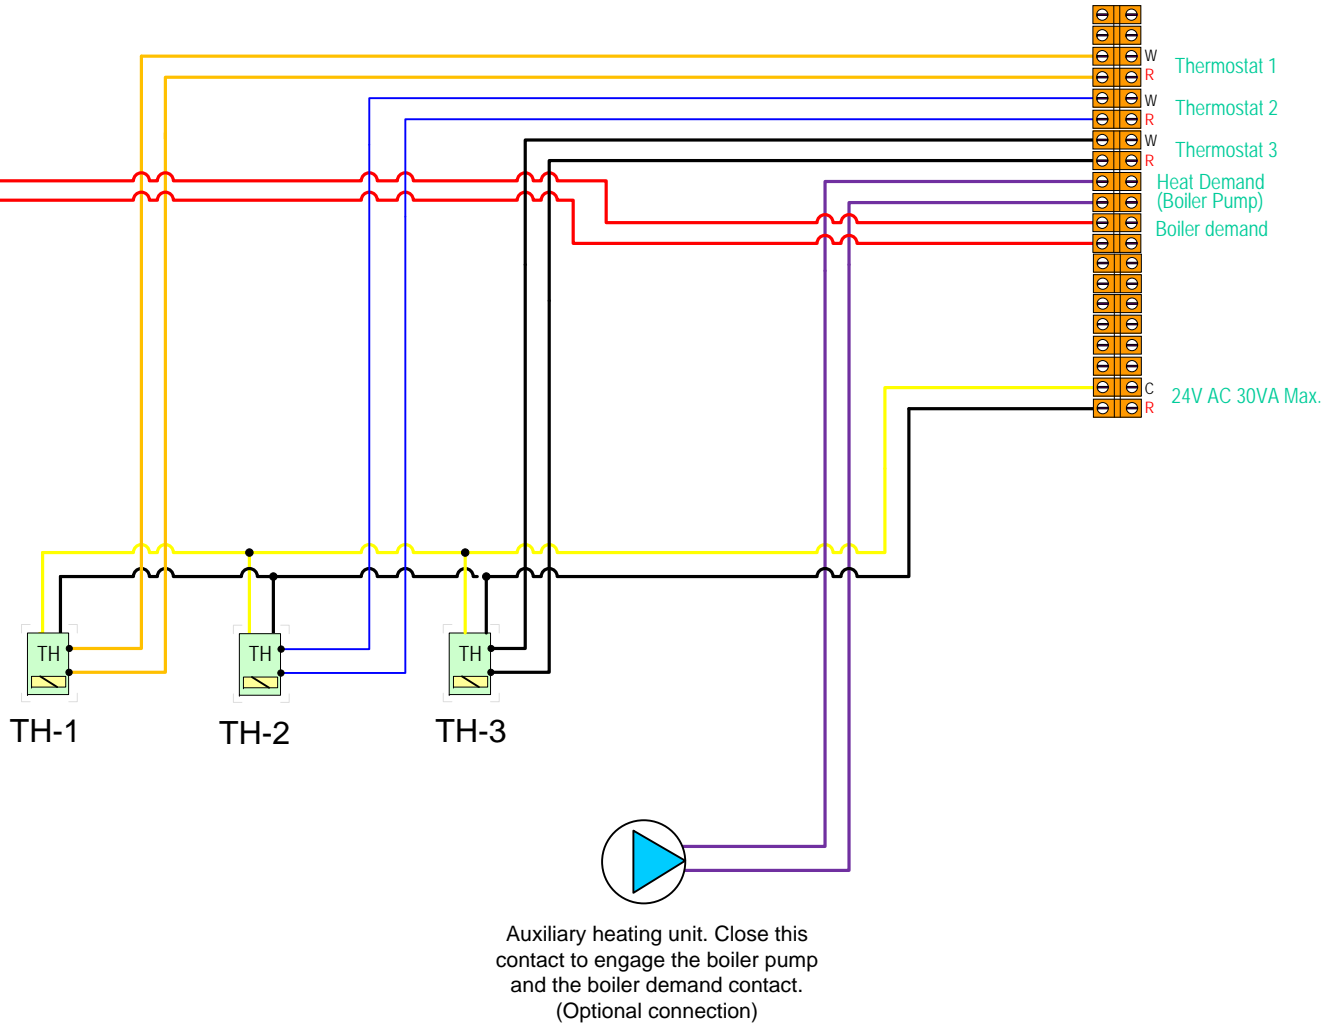 W
Thermostat 1
R
W
Thermostat 2
R
W
Thermostat 3
R
Heat Demand
(Boiler Pump)
Boiler demand
C
24V AC 30VA Max.
R
TH
TH
TH
TH-1
TH-2
TH-3
Auxiliary heating unit. Close this
contact to engage the boiler pump
and the boiler demand contact.
(Optional connection)